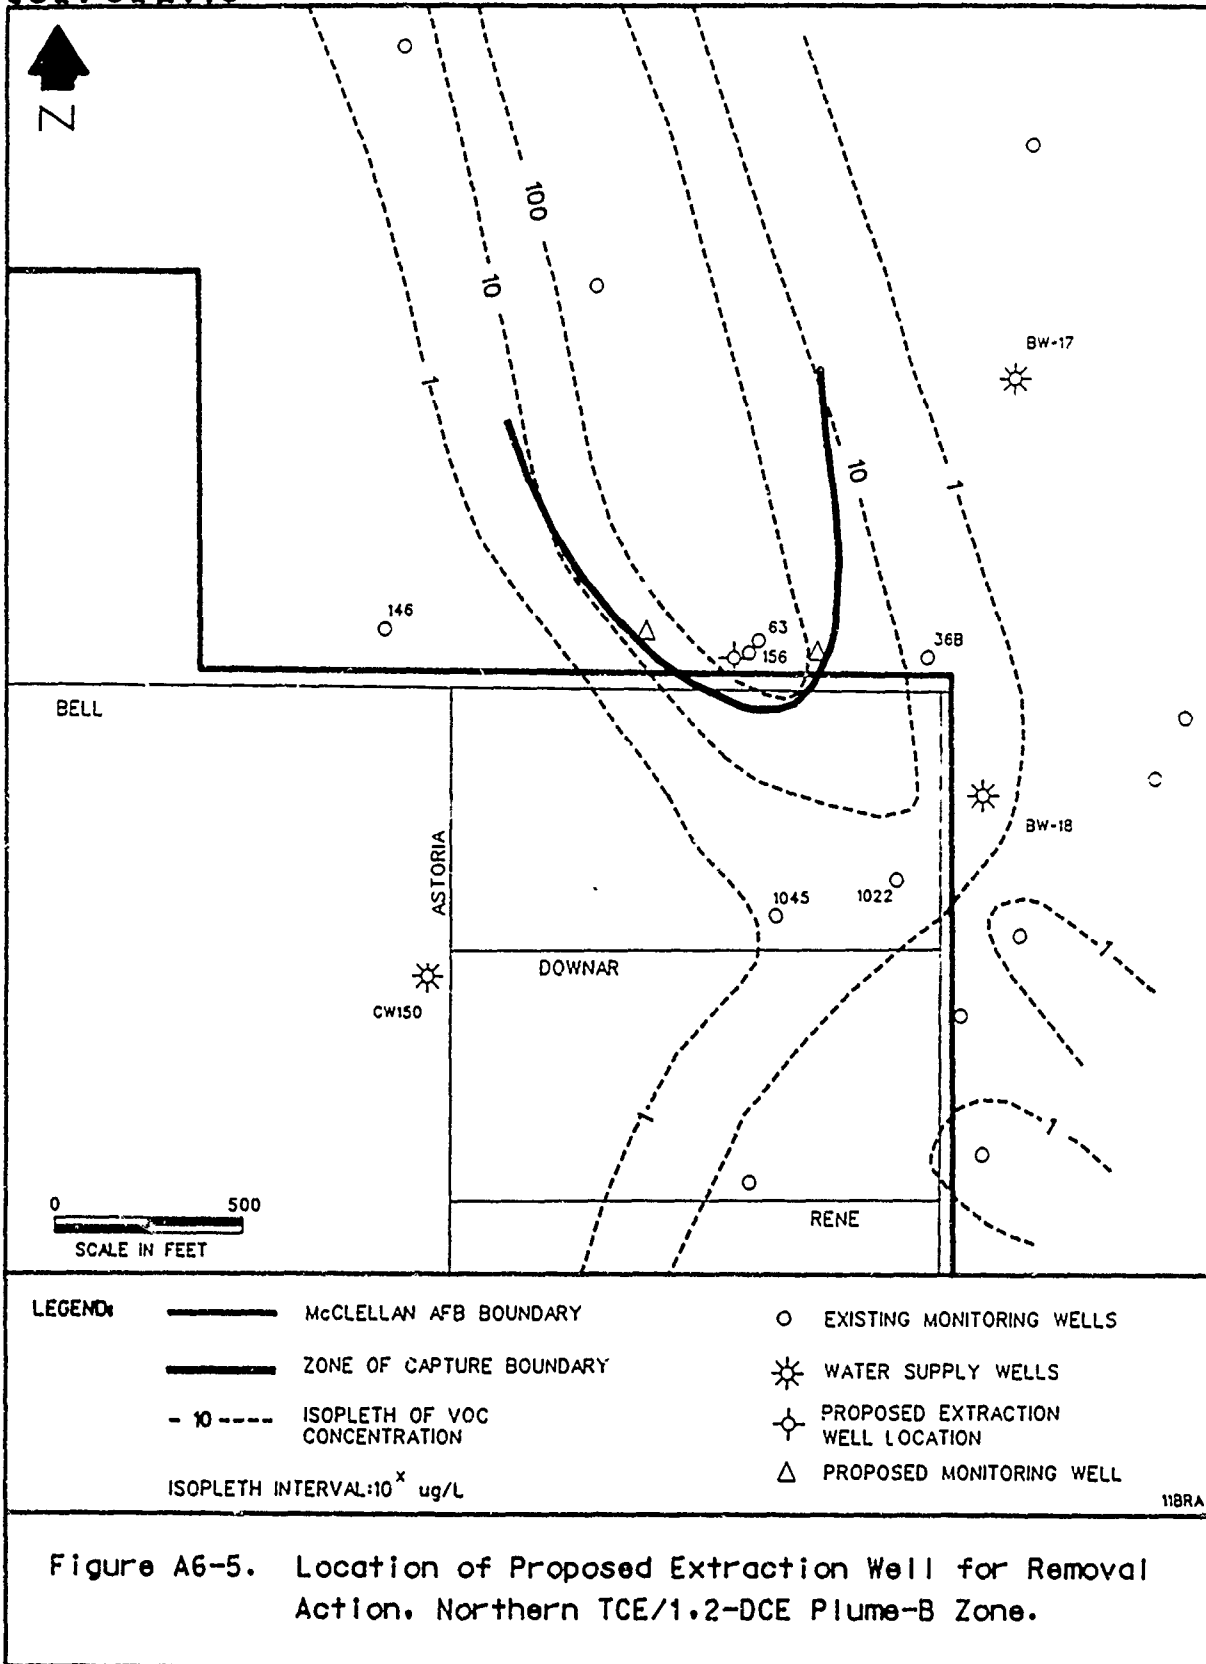 N
100
10
1
BW-17
10
1
146
63
156
36B
BELL
ASTORIA
BW-18
1045
1022
DOWNAR
1
CW150
1
1
RENE
0 500
SCALE IN FEET
LEGEND:
McCLELLAN AFB BOUNDARY
ZONE OF CAPTURE BOUNDARY
- 10 ---- ISOPLETH OF VOC
CONCENTRATION
ISOPLETH INTERVAL:10^x ug/L
EXISTING MONITORING WELLS
WATER SUPPLY WELLS
PROPOSED EXTRACTION
WELL LOCATION
PROPOSED MONITORING WELL
11BRA
Figure A6-5. Location of Proposed Extraction Well for Removal
Action. Northern TCE/1.2-DCE Plume-B Zone.